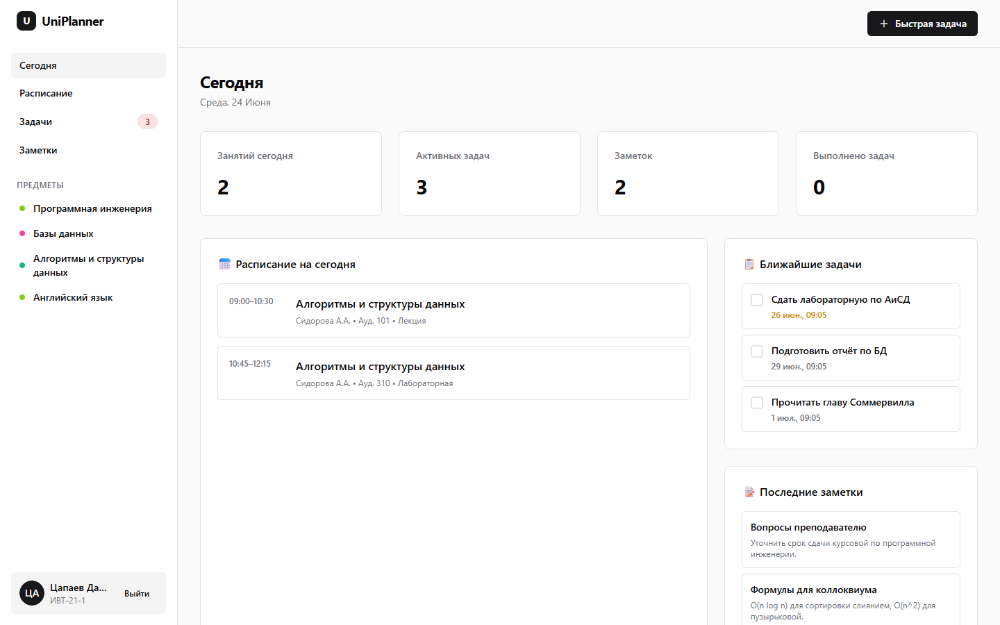 U UniPlanner
Быстрая задача
Сегодня
Расписание
Задачи 3
Заметки
ПРЕДМЕТЫ
Программная инженерия
Базы данных
Алгоритмы и структуры
данных
Английский язык
ЦА Цапаев Да...
ИВТ-21-1
Выйти
Сегодня
Среда, 24 Июня
Занятий сегодня
2
Активных задач
3
Заметок
2
Выполнено задач
0
Расписание на сегодня
09:00–10:30 Алгоритмы и структуры данных
Сидорова А.А. • Ауд. 101 • Лекция
10:45–12:15 Алгоритмы и структуры данных
Сидорова А.А. • Ауд. 310 • Лабораторная
Ближайшие задачи
Сдать лабораторную по АиСД
26 июн., 09:05
Подготовить отчёт по БД
29 июн., 09:05
Прочитать главу Соммервилла
1 июл., 09:05
Последние заметки
Вопросы преподавателю
Уточнить срок сдачи курсовой по программной
инженерии.
Формулы для коллоквиума
O(n log n) для сортировки слиянием, O(n^2) для
пузырьковой.